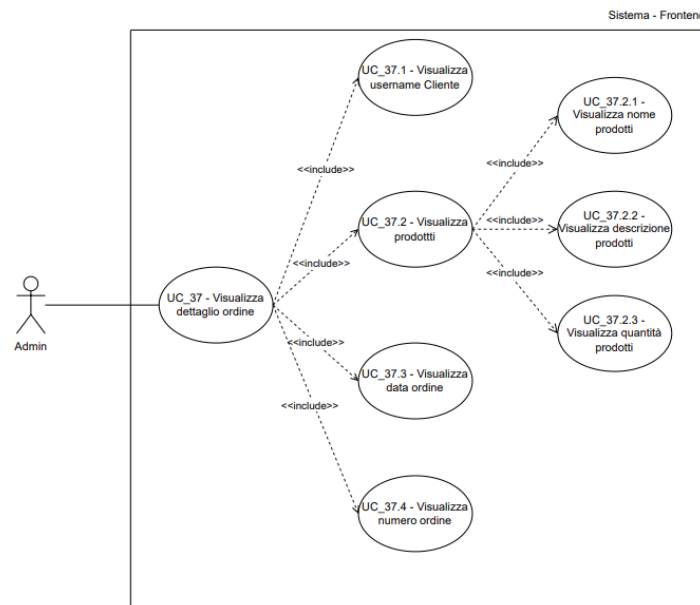 Sistema - Frontend
UC_37.1 - Visualizza
username Cliente
UC_37.2.1 -
Visualizza nome
prodotti
<<include>>
<<include>>
UC_37.2 - Visualizza
prodottti
<<include>>
UC_37.2.2 -
Visualizza descrizione
prodotti
<<include>>
<<include>>
UC_37 - Visualizza
dettaglio ordine
UC_37.2.3 -
Visualizza quantità
prodotti
Admin
<<include>>
UC_37.3 - Visualizza
data ordine
<<include>>
UC_37.4 - Visualizza
numero ordine